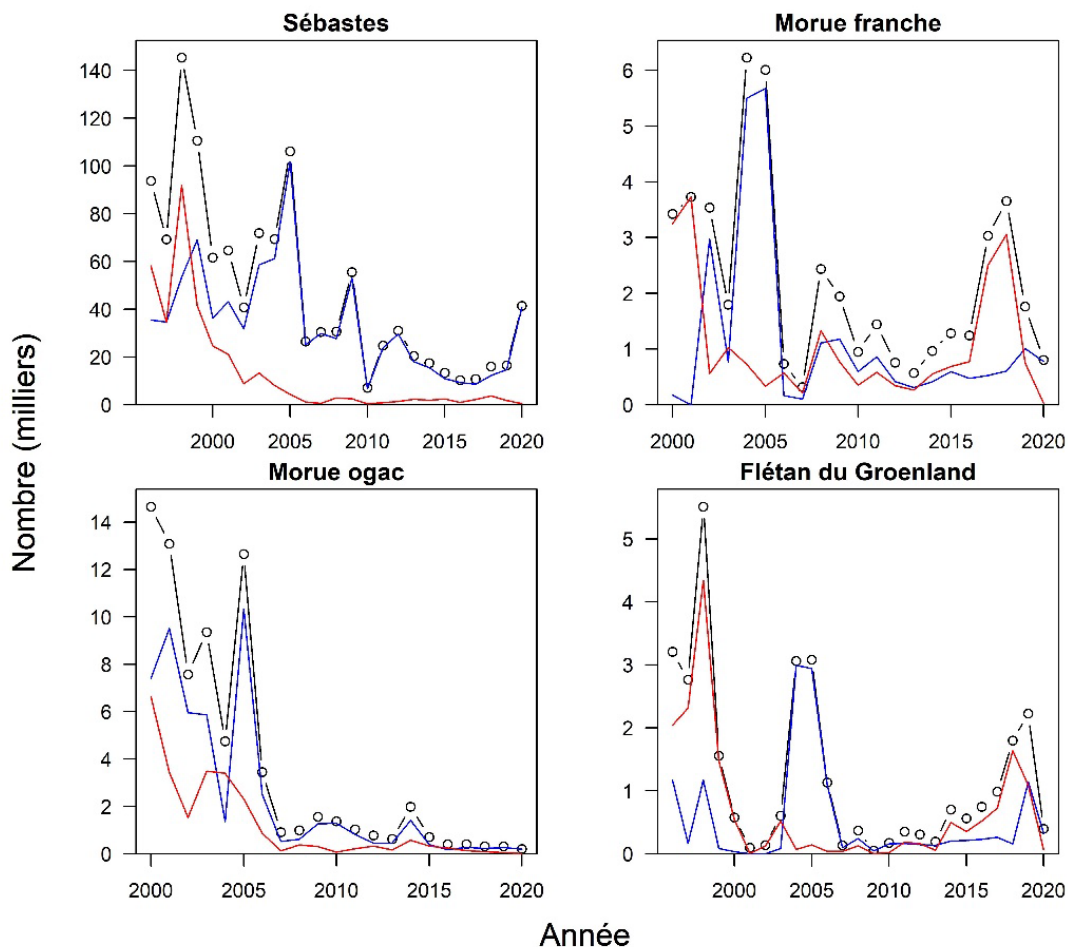 Sébastes
Morue franche
140
120
100
80
60
40
20
0
2000 2005 2010 2015 2020
6
5
4
3
2
1
0
2000 2005 2010 2015 2020
Morue ogac
Flétan du Groenland
14
12
10
8
6
4
2
0
2000 2005 2010 2015 2020
5
4
3
2
1
0
2000 2005 2010 2015 2020
Nombre (milliers)
Année